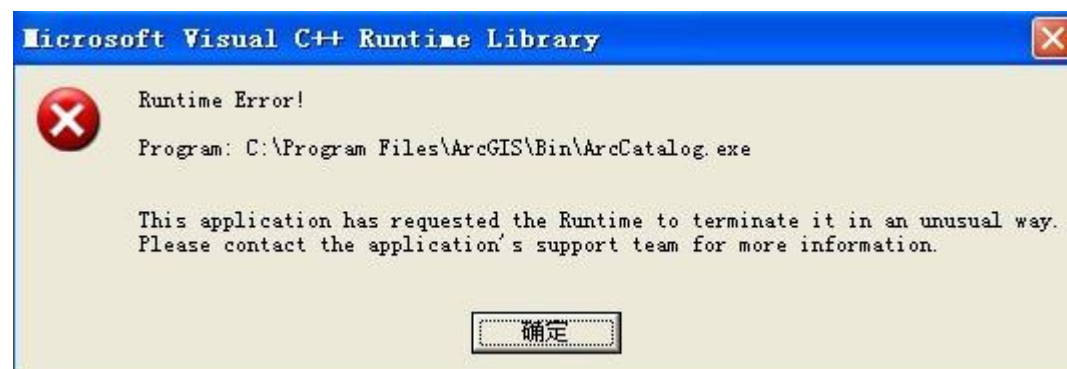 Microsoft Visual C++ Runtime Library
Runtime Error!
Program: C:\Program Files\ArcGIS\Bin\ArcCatalog.exe
This application has requested the Runtime to terminate it in an unusual way.
Please contact the application's support team for more information.
确定